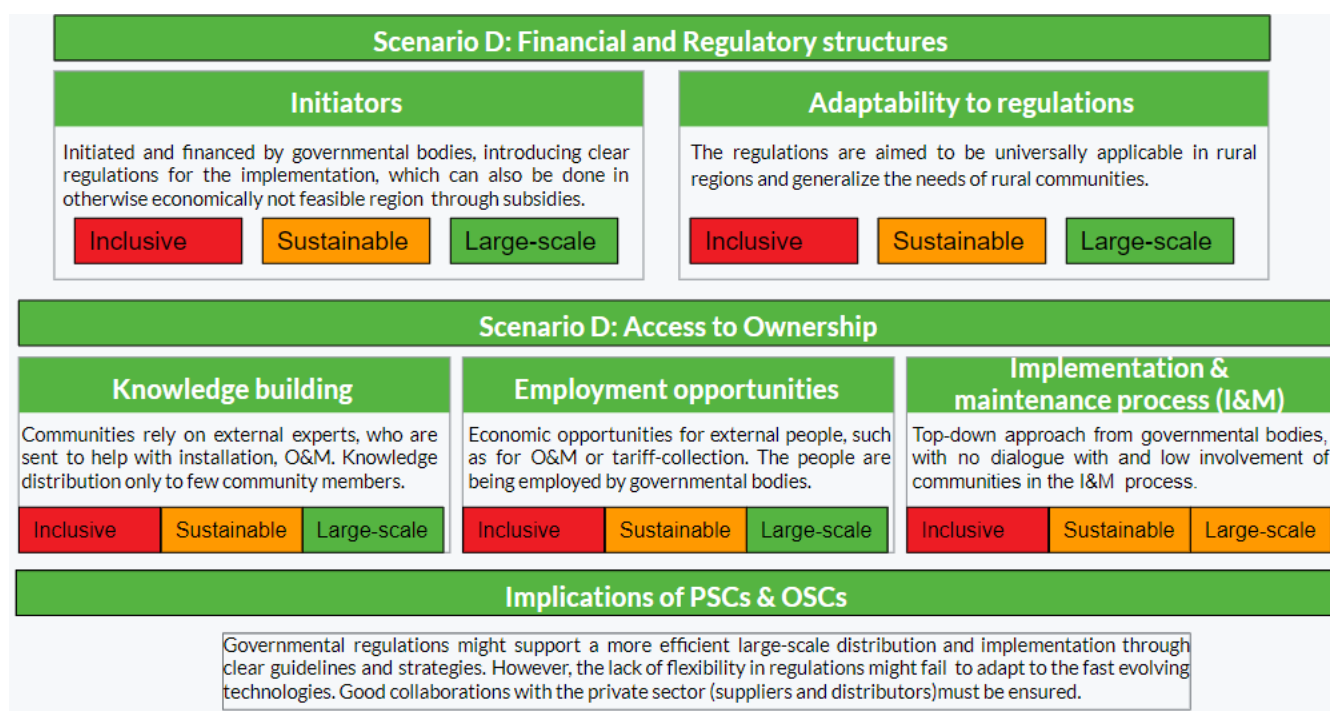 Scenario D: Financial and Regulatory structures
Initiators
Initiated and financed by governmental bodies, introducing clear
regulations for the implementation, which can also be done in
otherwise economically not feasible region through subsidies.
Inclusive
Sustainable
Large-scale
Adaptability to regulations
The regulations are aimed to be universally applicable in rural
regions and generalize the needs of rural communities.
Inclusive
Sustainable
Large-scale
Scenario D: Access to Ownership
Knowledge building
Communities rely on external experts, who are
sent to help with installation, O&M. Knowledge
distribution only to few community members.
Inclusive
Sustainable
Large-scale
Employment opportunities
Economic opportunities for external people, such
as for O&M or tariff-collection. The people are
being employed by governmental bodies.
Inclusive
Sustainable
Large-scale
Implementation &
maintenance process (I&M)
Top-down approach from governmental bodies,
with no dialogue with and low involvement of
communities in the I&M process.
Inclusive
Sustainable
Large-scale
Implications of PSCs & OSCs
Governmental regulations might support a more efficient large-scale distribution and implementation through
clear guidelines and strategies. However, the lack of flexibility in regulations might fail to adapt to the fast evolving
technologies. Good collaborations with the private sector (suppliers and distributors)must be ensured.